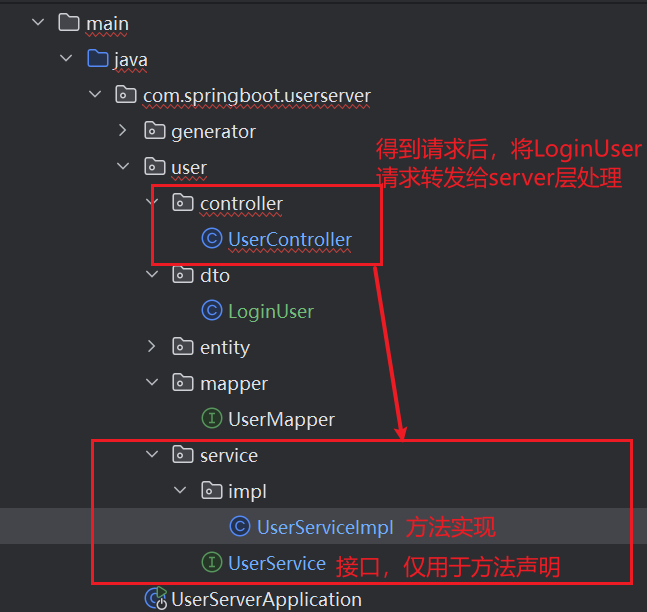 main
java
com.springboot.userserver
generator
user
得到请求后，将LoginUser
请求转发给server层处理
controller
UserController
dto
LoginUser
entity
mapper
UserMapper
service
impl
UserServiceImpl 方法实现
UserService 接口，仅用于方法声明
UserServerApplication